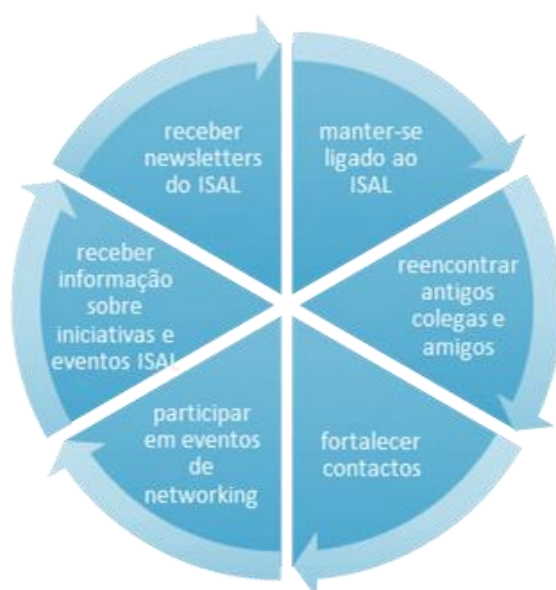 receber
newsletters
do ISAL
manter-se
ligado ao
ISAL
reencontrar
antigos
colegas e
amigos
fortalecer
contactos
participar
em eventos
de
networking
receber
informação
sobre
iniciativas e
eventos ISAL